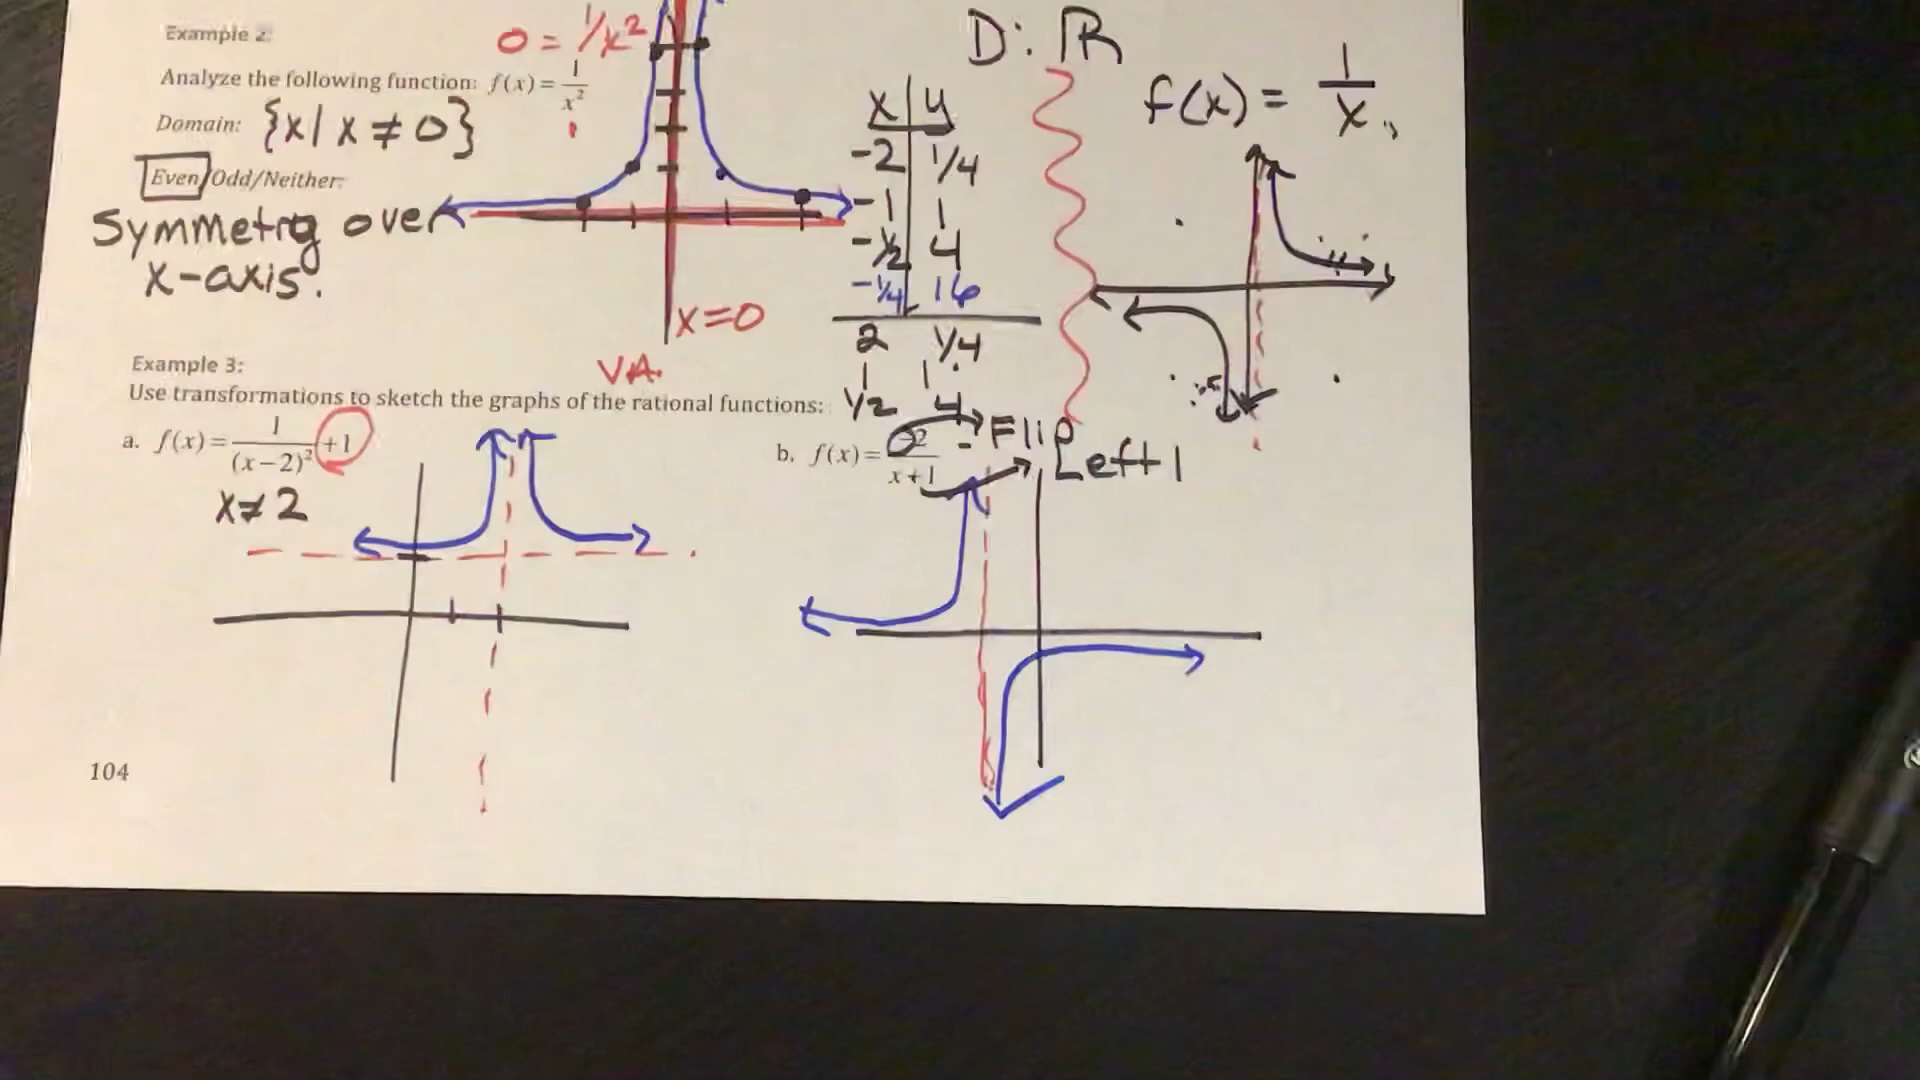 Example 2:
0 = 1/x²
D: ℝ
Analyze the following function: f(x) = 1/x²
f(x) = 1/x
Domain: {x | x ≠ 0}
Even/Odd/Neither:
Symmetry over
x-axis.
x | y
-2 | 1/4
-1 | 1
-1/2 | 4
-1/4 | 16
2 | 1/4
1 | 1
1/2 | 4
x=0
V.A.
Example 3:
Use transformations to sketch the graphs of the rational functions:
a. f(x) = 1/(x−2)² +1
x ≠ 2
b. f(x) = −2/(x+1)
- Flip
Left 1
104